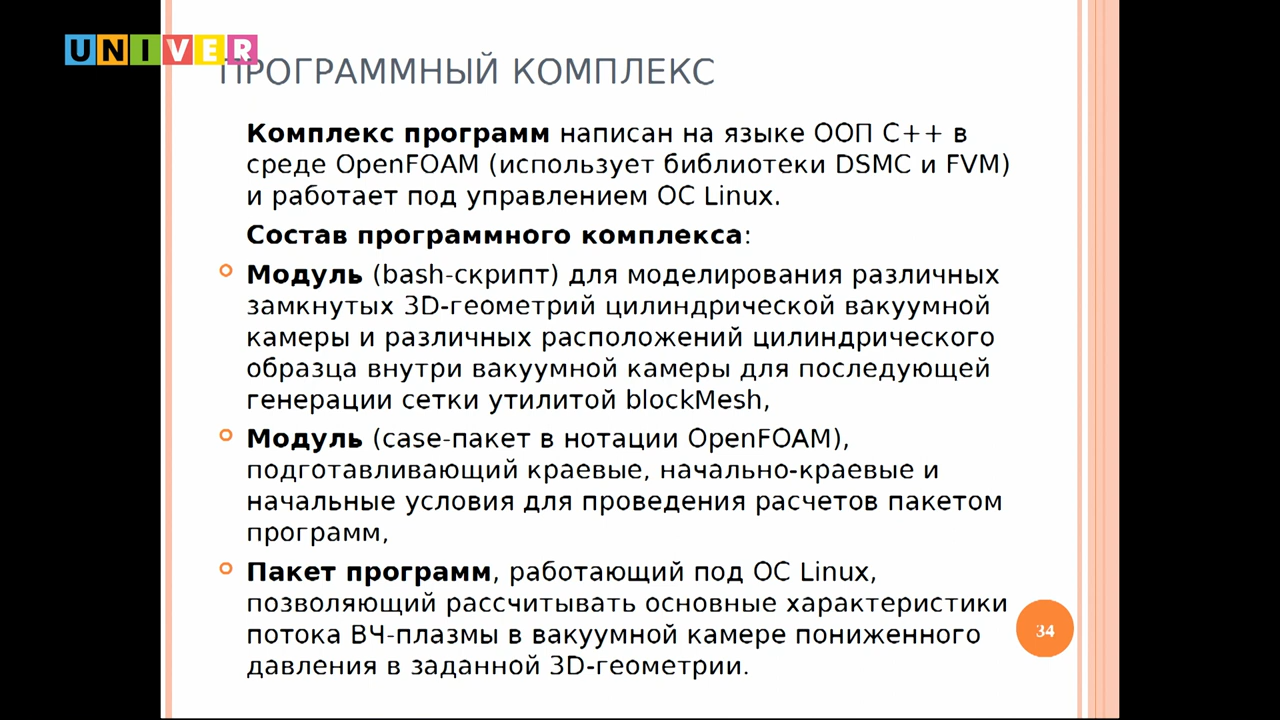 UNIVER
ПРОГРАММНЫЙ КОМПЛЕКС
Комплекс программ написан на языке ООП С++ в
среде OpenFOAM (использует библиотеки DSMC и FVM)
и работает под управлением ОС Linux.
Состав программного комплекса:
Модуль (bash-скрипт) для моделирования различных
замкнутых 3D-геометрий цилиндрической вакуумной
камеры и различных расположений цилиндрического
образца внутри вакуумной камеры для последующей
генерации сетки утилитой blockMesh,
Модуль (case-пакет в нотации OpenFOAM),
подготавливающий краевые, начально-краевые и
начальные условия для проведения расчетов пакетом
программ,
Пакет программ, работающий под ОС Linux,
позволяющий рассчитывать основные характеристики
потока ВЧ-плазмы в вакуумной камере пониженного
давления в заданной 3D-геометрии.
34